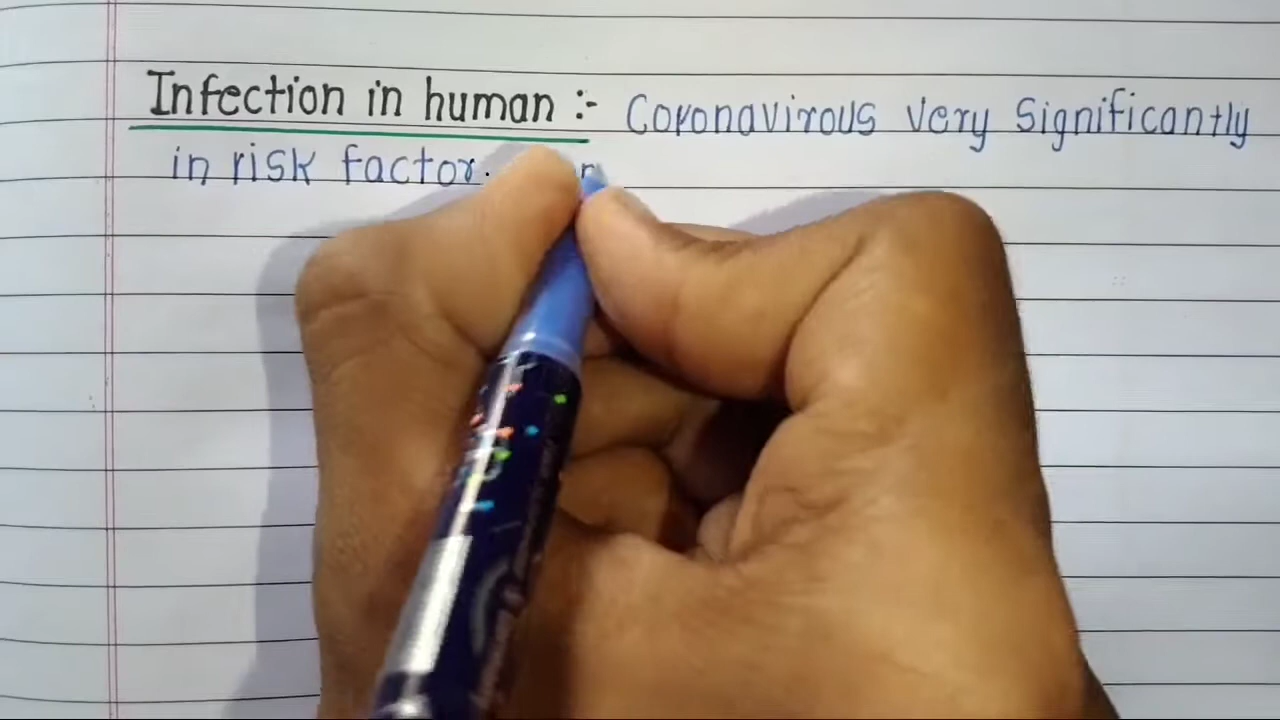 Infection in human :- Coronavirous very Significantly
in risk factor.